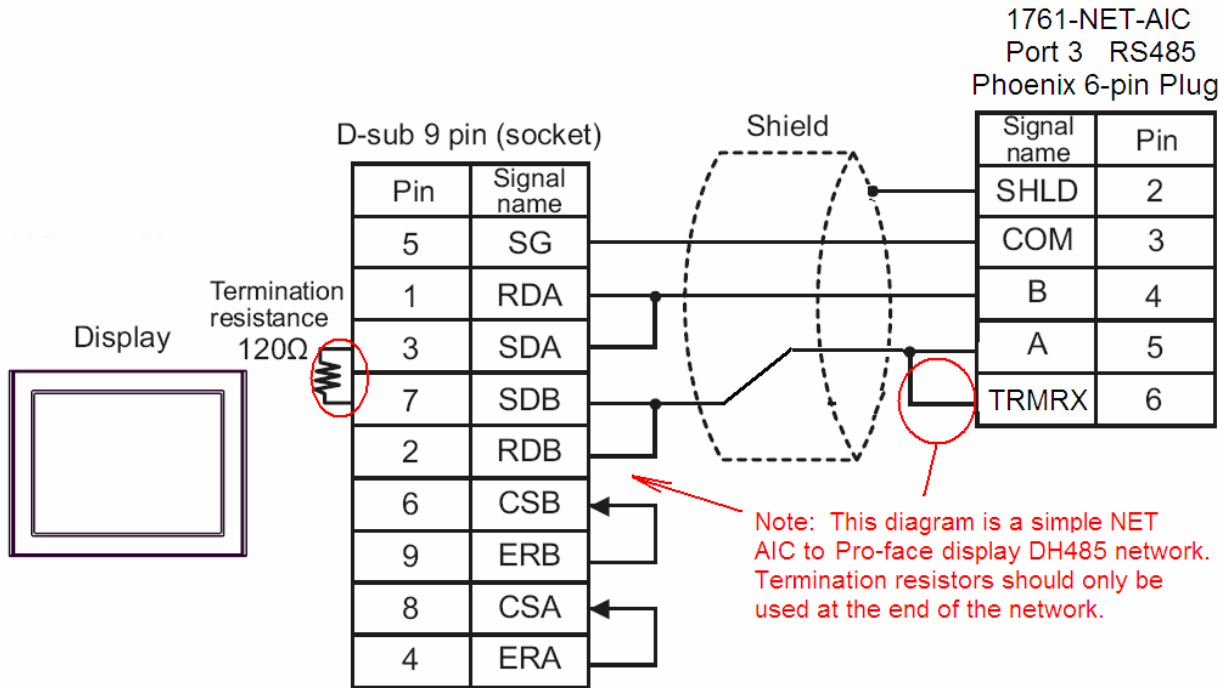 1761-NET-AIC
Port 3 RS485
Phoenix 6-pin Plug
D-sub 9 pin (socket)
Shield
Signal name Pin
SHLD 2
COM 3
B 4
A 5
TRMRX 6
Pin Signal name
5 SG
1 RDA
3 SDA
7 SDB
2 RDB
6 CSB
9 ERB
8 CSA
4 ERA
Termination
resistance
120Ω
Display
Note: This diagram is a simple NET
AIC to Pro-face display DH485 network.
Termination resistors should only be
used at the end of the network.